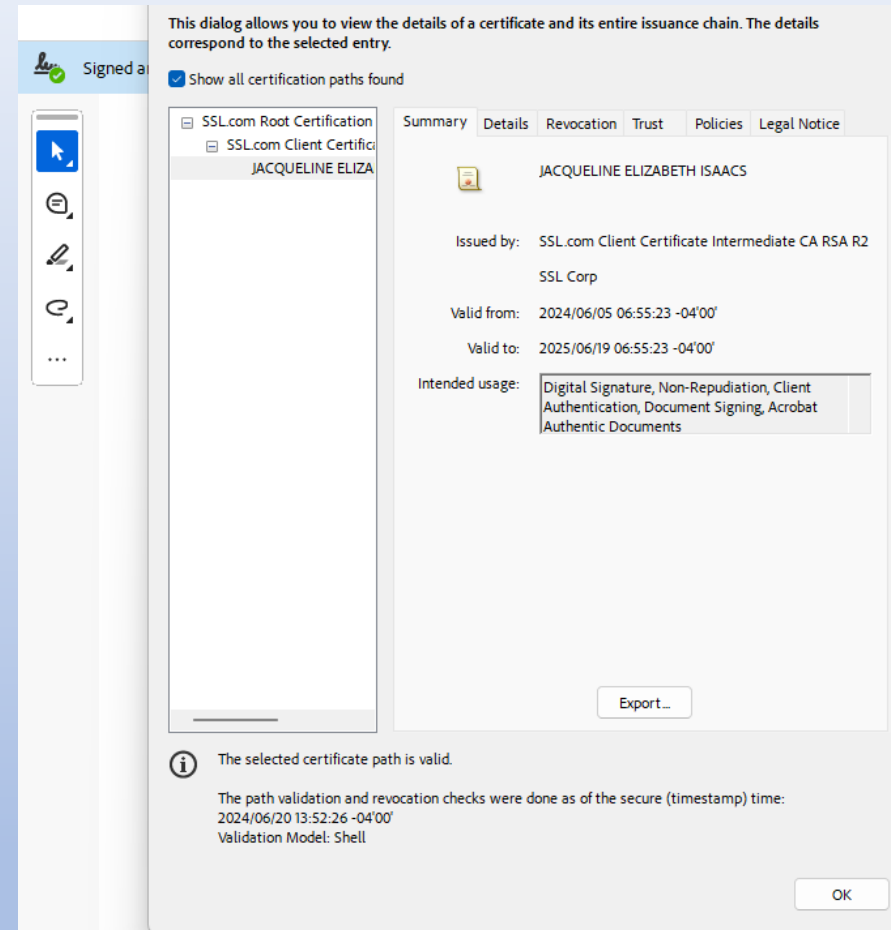 This dialog allows you to view the details of a certificate and its entire issuance chain. The details
correspond to the selected entry.
Signed a
Show all certification paths found
SSL.com Root Certification
SSL.com Client Certific
JACQUELINE ELIZA
Summary Details Revocation Trust Policies Legal Notice
JACQUELINE ELIZABETH ISAACS
Issued by: SSL.com Client Certificate Intermediate CA RSA R2
SSL Corp
Valid from: 2024/06/05 06:55:23 -04'00'
Valid to: 2025/06/19 06:55:23 -04'00'
Intended usage: Digital Signature, Non-Repudiation, Client
Authentication, Document Signing, Acrobat
Authentic Documents
Export...
The selected certificate path is valid.
The path validation and revocation checks were done as of the secure (timestamp) time:
2024/06/20 13:52:26 -04'00'
Validation Model: Shell
OK